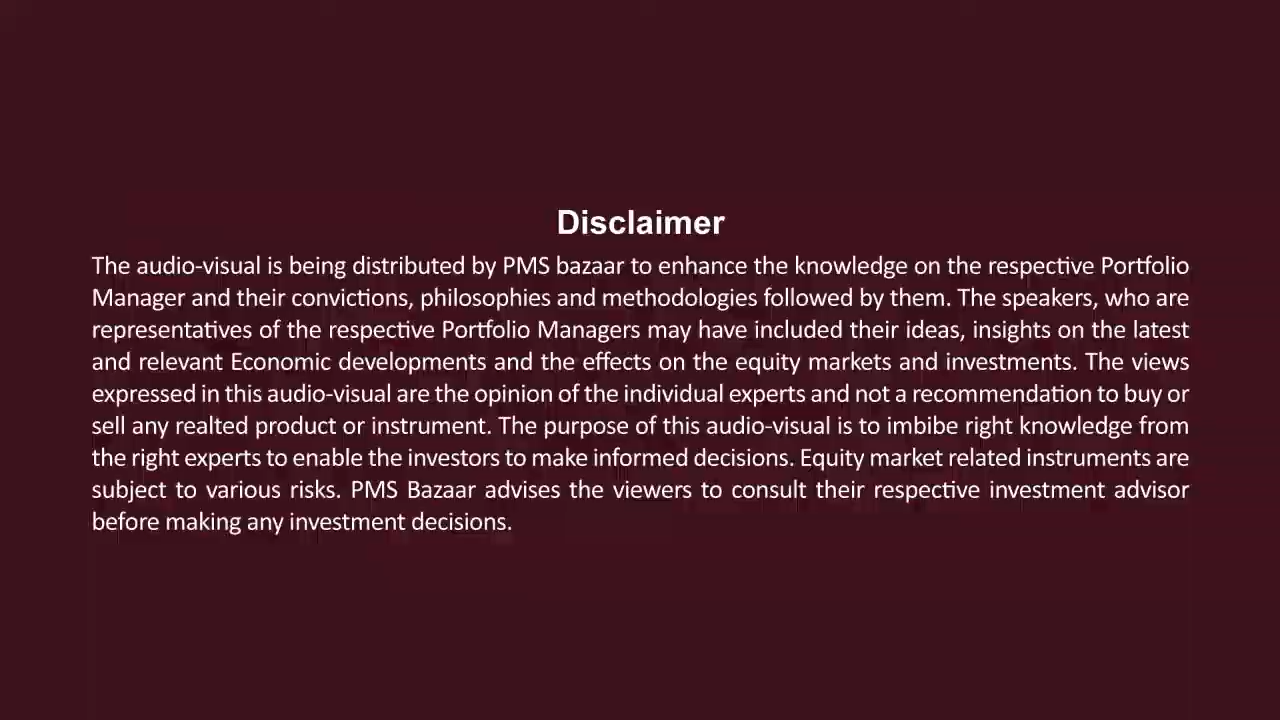 Disclaimer
The audio-visual is being distributed by PMS bazaar to enhance the knowledge on the respective Portfolio
Manager and their convictions, philosophies and methodologies followed by them. The speakers, who are
representatives of the respective Portfolio Managers may have included their ideas, insights on the latest
and relevant Economic developments and the effects on the equity markets and investments. The views
expressed in this audio-visual are the opinion of the individual experts and not a recommendation to buy or
sell any realted product or instrument. The purpose of this audio-visual is to imbibe right knowledge from
the right experts to enable the investors to make informed decisions. Equity market related instruments are
subject to various risks. PMS Bazaar advises the viewers to consult their respective investment advisor
before making any investment decisions.